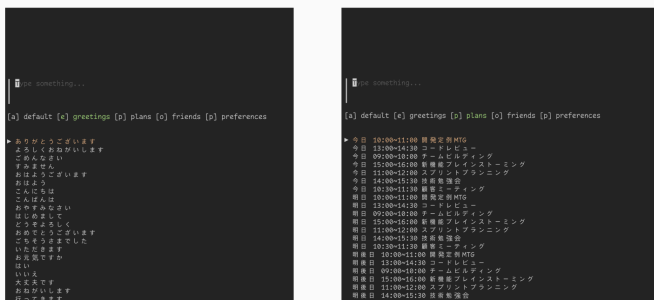 Type something...
[a] default [e] greetings [p] plans [o] friends [p] preferences
▶ ありがとうございます
よろしくおねがいします
ごめんなさい
すみません
おはようございます
おはよう
こんにちは
こんばんは
おやすみなさい
はじめまして
どうぞよろしく
おめでとうございます
ごちそうさまでした
いただきます
お元気ですか
はい
いいえ
大丈夫です
おねがいします
行ってきます
Type something...
[a] default [e] greetings [p] plans [o] friends [p] preferences
▶ 今日 10:00~11:00 開発定例MTG
今日 13:00~14:30 コードレビュー
今日 09:00~10:00 チームビルディング
今日 15:00~16:00 新機能ブレインストーミング
今日 11:00~12:00 スプリントプランニング
今日 14:00~15:30 技術勉強会
今日 10:30~11:30 顧客ミーティング
明日 10:00~11:00 開発定例MTG
明日 13:00~14:30 コードレビュー
明日 09:00~10:00 チームビルディング
明日 15:00~16:00 新機能ブレインストーミング
明日 11:00~12:00 スプリントプランニング
明日 14:00~15:30 技術勉強会
明日 10:30~11:30 顧客ミーティング
明後日 10:00~11:00 開発定例MTG
明後日 13:00~14:30 コードレビュー
明後日 09:00~10:00 チームビルディング
明後日 15:00~16:00 新機能ブレインストーミング
明後日 11:00~12:00 スプリントプランニング
明後日 14:00~15:30 技術勉強会